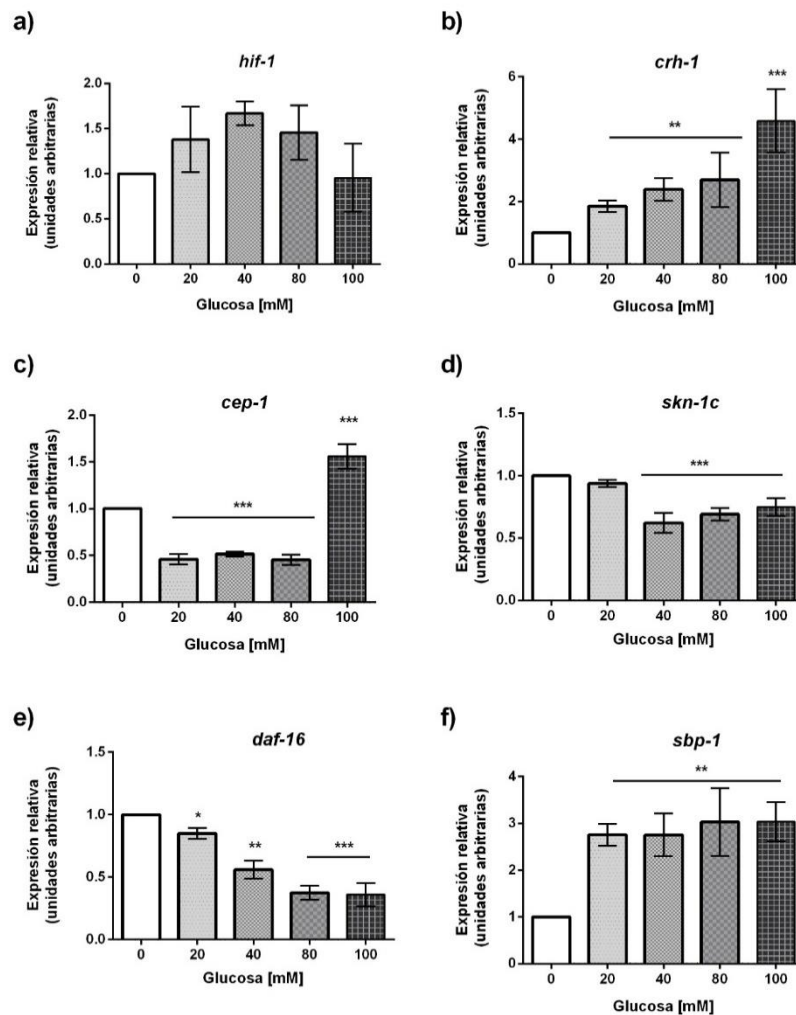 a)
hif-1
Expresión relativa
(unidades arbitrarias)
2.0
1.5
1.0
0.5
0.0
0 20 40 80 100
Glucosa [mM]
b)
crh-1
Expresión relativa
(unidades arbitrarias)
6
4
2
0
**
***
0 20 40 80 100
Glucosa [mM]
c)
cep-1
Expresión relativa
(unidades arbitrarias)
2.0
1.5
1.0
0.5
0.0
***
***
0 20 40 80 100
Glucosa [mM]
d)
skn-1c
Expresión relativa
(unidades arbitrarias)
1.5
1.0
0.5
0.0
***
0 20 40 80 100
Glucosa [mM]
e)
daf-16
Expresión relativa
(unidades arbitrarias)
1.5
1.0
0.5
0.0
*
**
***
0 20 40 80 100
Glucosa [mM]
f)
sbp-1
Expresión relativa
(unidades arbitrarias)
4
3
2
1
0
**
0 20 40 80 100
Glucosa [mM]